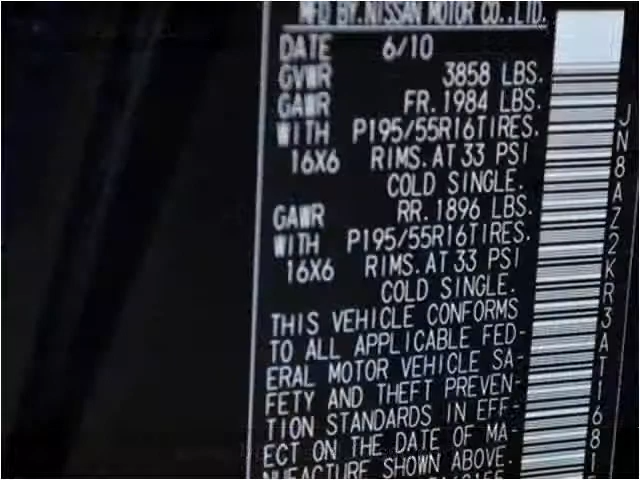 MFD BY.NISSAN MOTOR CO.,LTD.
DATE 6/10
GVWR 3858 LBS.
GAWR FR. 1984 LBS.
WITH P195/55R16TIRES.
16X6 RIMS. AT 33 PSI
COLD SINGLE.
GAWR RR. 1896 LBS.
WITH P195/55R16TIRES.
16X6 RIMS. AT 33 PSI
COLD SINGLE.
THIS VEHICLE CONFORMS
TO ALL APPLICABLE FED-
ERAL MOTOR VEHICLE SA-
FETY AND THEFT PREVEN-
TION STANDARDS IN EFF-
ECT ON THE DATE OF MA-
NUFACTURE SHOWN ABOVE.
JN8AZ2KR3AT1681